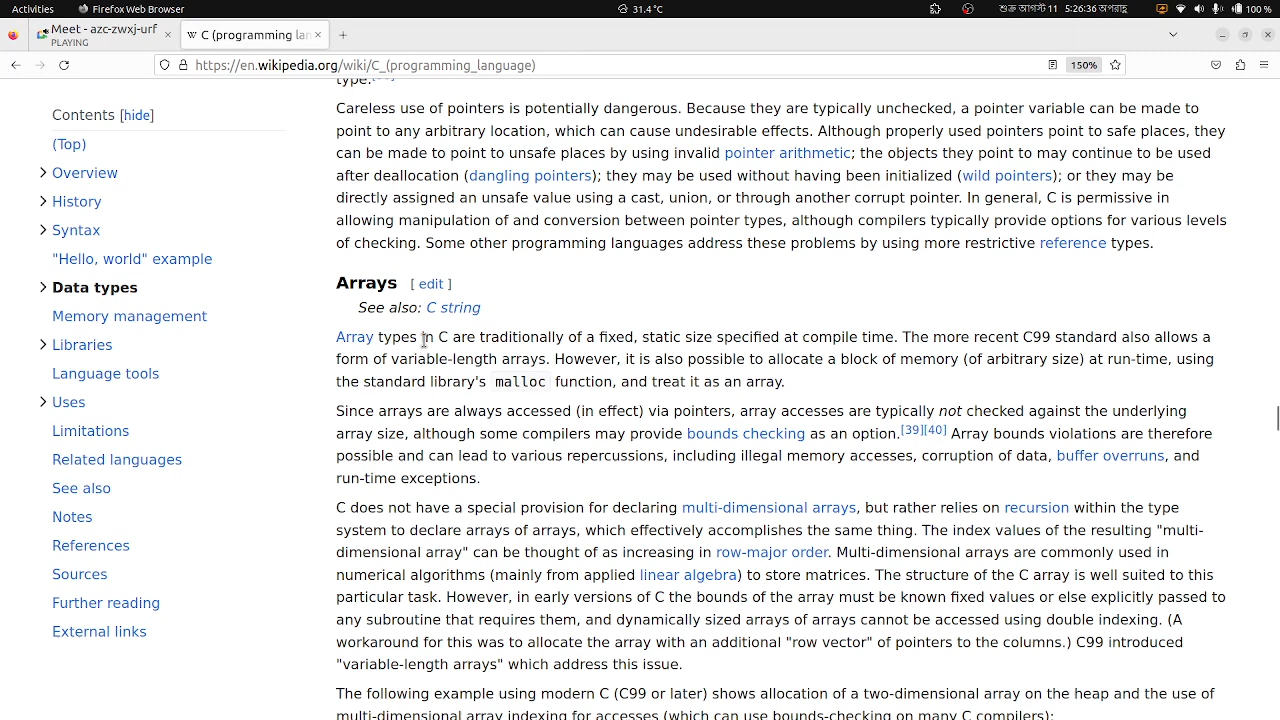 Activities Firefox Web Browser 31.4 °C শুক্র আগস্ট 11 5:26:36 অপরাহ্ণ 100 %
Meet - azc-zwxj-urf
PLAYING
W C (programming lan
https://en.wikipedia.org/wiki/C_(programming_language) 150%
type.
Contents [hide]
(Top)
Overview
History
Syntax
"Hello, world" example
Data types
Memory management
Libraries
Language tools
Uses
Limitations
Related languages
See also
Notes
References
Sources
Further reading
External links
Careless use of pointers is potentially dangerous. Because they are typically unchecked, a pointer variable can be made to
point to any arbitrary location, which can cause undesirable effects. Although properly used pointers point to safe places, they
can be made to point to unsafe places by using invalid pointer arithmetic; the objects they point to may continue to be used
after deallocation (dangling pointers); they may be used without having been initialized (wild pointers); or they may be
directly assigned an unsafe value using a cast, union, or through another corrupt pointer. In general, C is permissive in
allowing manipulation of and conversion between pointer types, although compilers typically provide options for various levels
of checking. Some other programming languages address these problems by using more restrictive reference types.
Arrays [ edit ]
See also: C string
Array types in C are traditionally of a fixed, static size specified at compile time. The more recent C99 standard also allows a
form of variable-length arrays. However, it is also possible to allocate a block of memory (of arbitrary size) at run-time, using
the standard library's malloc function, and treat it as an array.
Since arrays are always accessed (in effect) via pointers, array accesses are typically not checked against the underlying
array size, although some compilers may provide bounds checking as an option.[39][40] Array bounds violations are therefore
possible and can lead to various repercussions, including illegal memory accesses, corruption of data, buffer overruns, and
run-time exceptions.
C does not have a special provision for declaring multi-dimensional arrays, but rather relies on recursion within the type
system to declare arrays of arrays, which effectively accomplishes the same thing. The index values of the resulting "multi-
dimensional array" can be thought of as increasing in row-major order. Multi-dimensional arrays are commonly used in
numerical algorithms (mainly from applied linear algebra) to store matrices. The structure of the C array is well suited to this
particular task. However, in early versions of C the bounds of the array must be known fixed values or else explicitly passed to
any subroutine that requires them, and dynamically sized arrays of arrays cannot be accessed using double indexing. (A
workaround for this was to allocate the array with an additional "row vector" of pointers to the columns.) C99 introduced
"variable-length arrays" which address this issue.
The following example using modern C (C99 or later) shows allocation of a two-dimensional array on the heap and the use of
multi-dimensional array indexing for accesses (which can use bounds-checking on many C compilers):